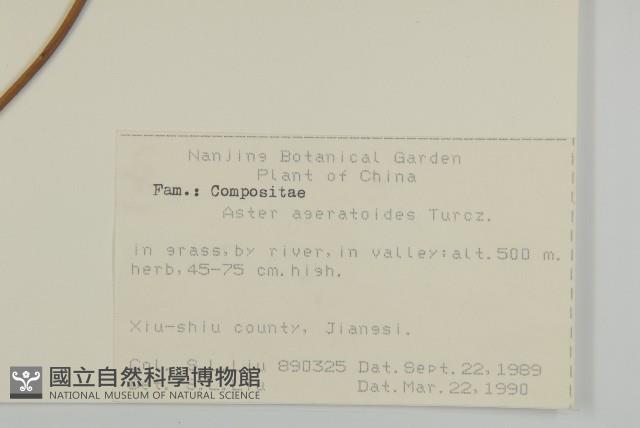 Nanjing Botanical Garden
Plant of China
Fam.: Compositae
Aster ageratoides Turcz.
in grass, by river, in valley; alt. 500 m.
herb, 45-75 cm. high.
Xiu-shiu county, Jiangsi.
Col. S.L. Liu 890325 Dat. Sept. 22, 1989
Dat. Mar. 22, 1990
國立自然科學博物館
NATIONAL MUSEUM OF NATURAL SCIENCE